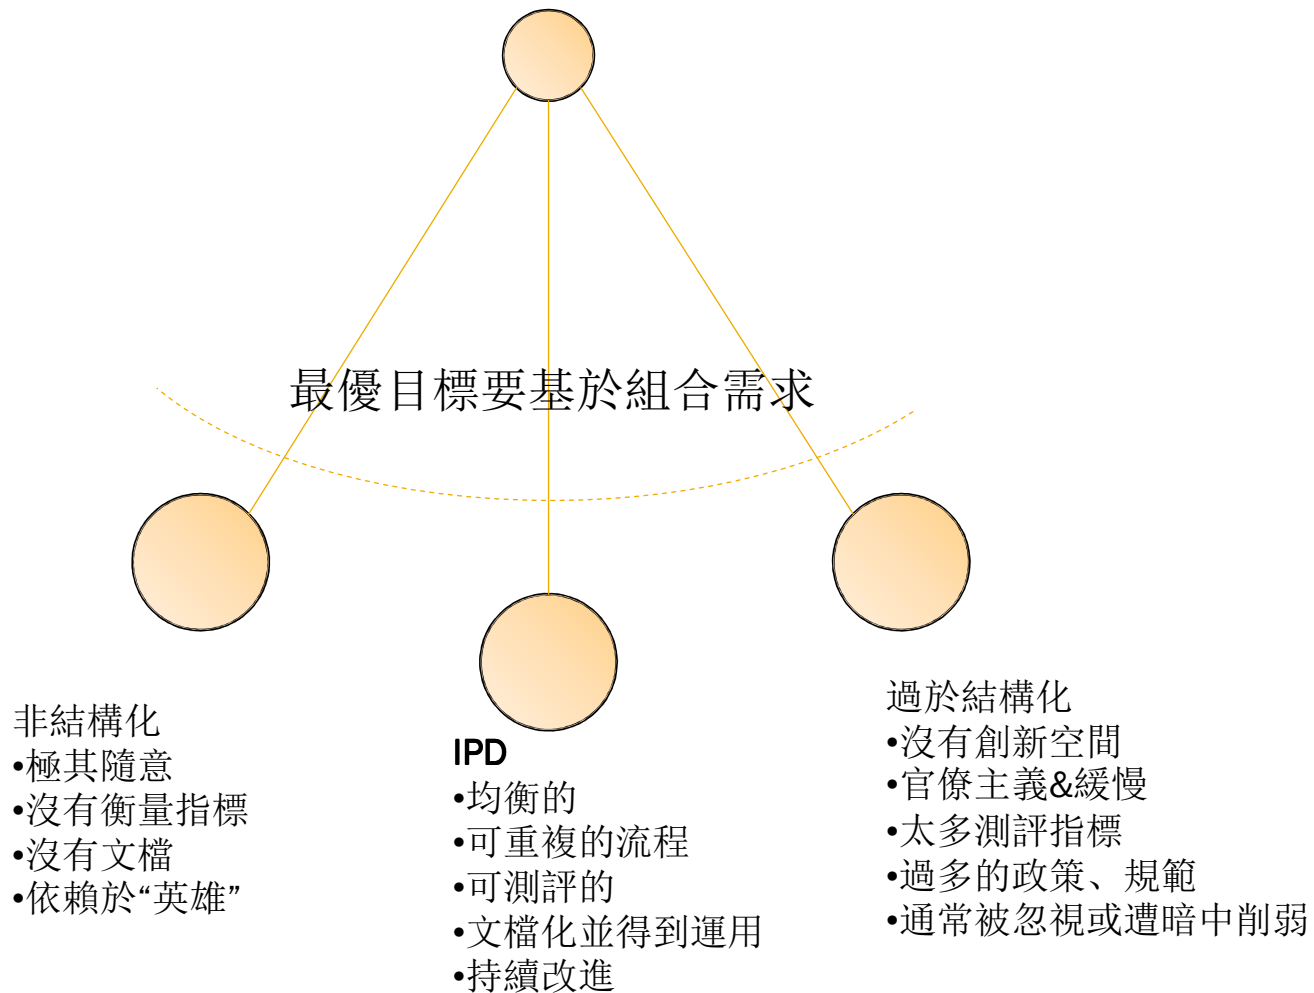 最優目標要基於組合需求
非結構化
•極其隨意
•沒有衡量指標
•沒有文檔
•依賴於“英雄”
IPD
•均衡的
•可重複的流程
•可測評的
•文檔化並得到運用
•持續改進
過於結構化
•沒有創新空間
•官僚主義&緩慢
•太多測評指標
•過多的政策、規範
•通常被忽視或遭暗中削弱